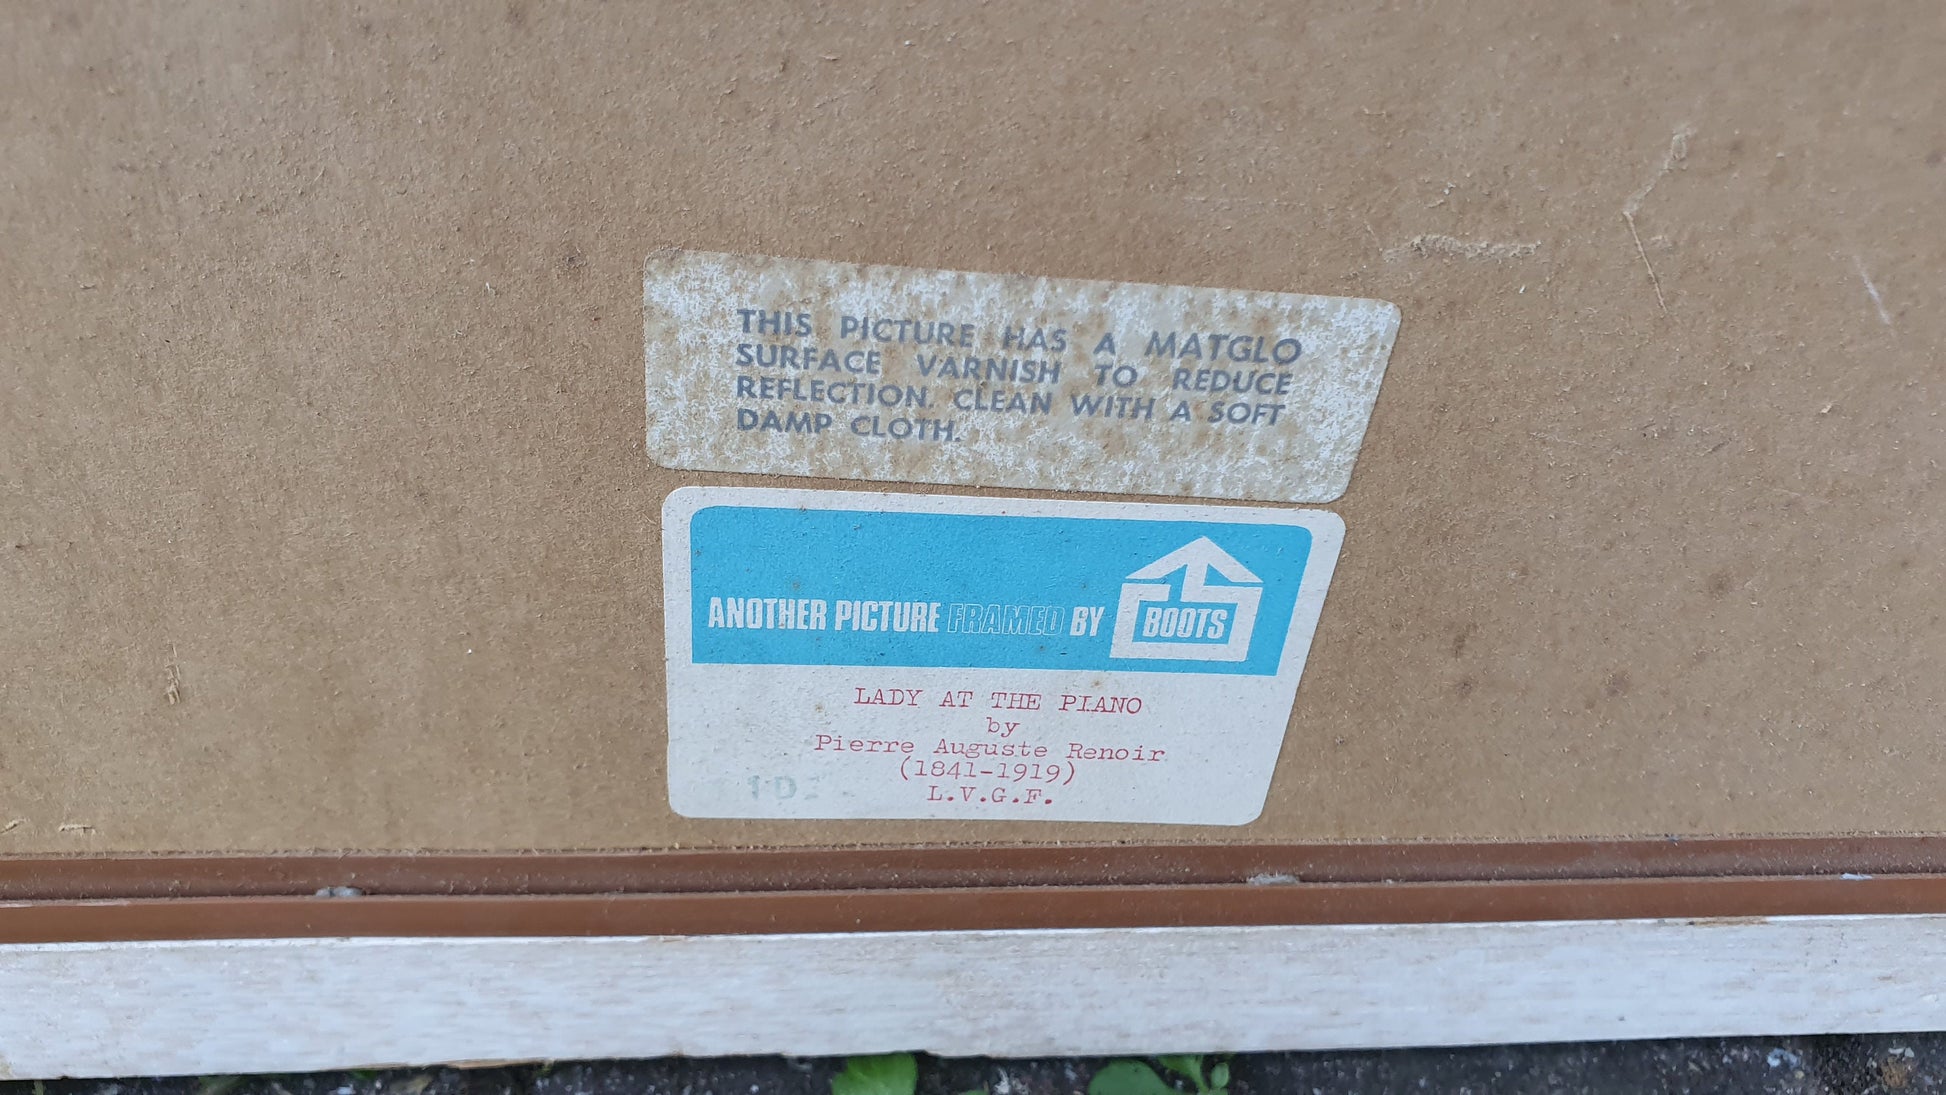 THIS PICTURE HAS A MATGLO
SURFACE VARNISH TO REDUCE
REFLECTION. CLEAN WITH A SOFT
DAMP CLOTH.
ANOTHER PICTURE FRAMED BY BOOTS
LADY AT THE PIANO
by
Pierre Auguste Renoir
(1841-1919)
L.V.G.F.